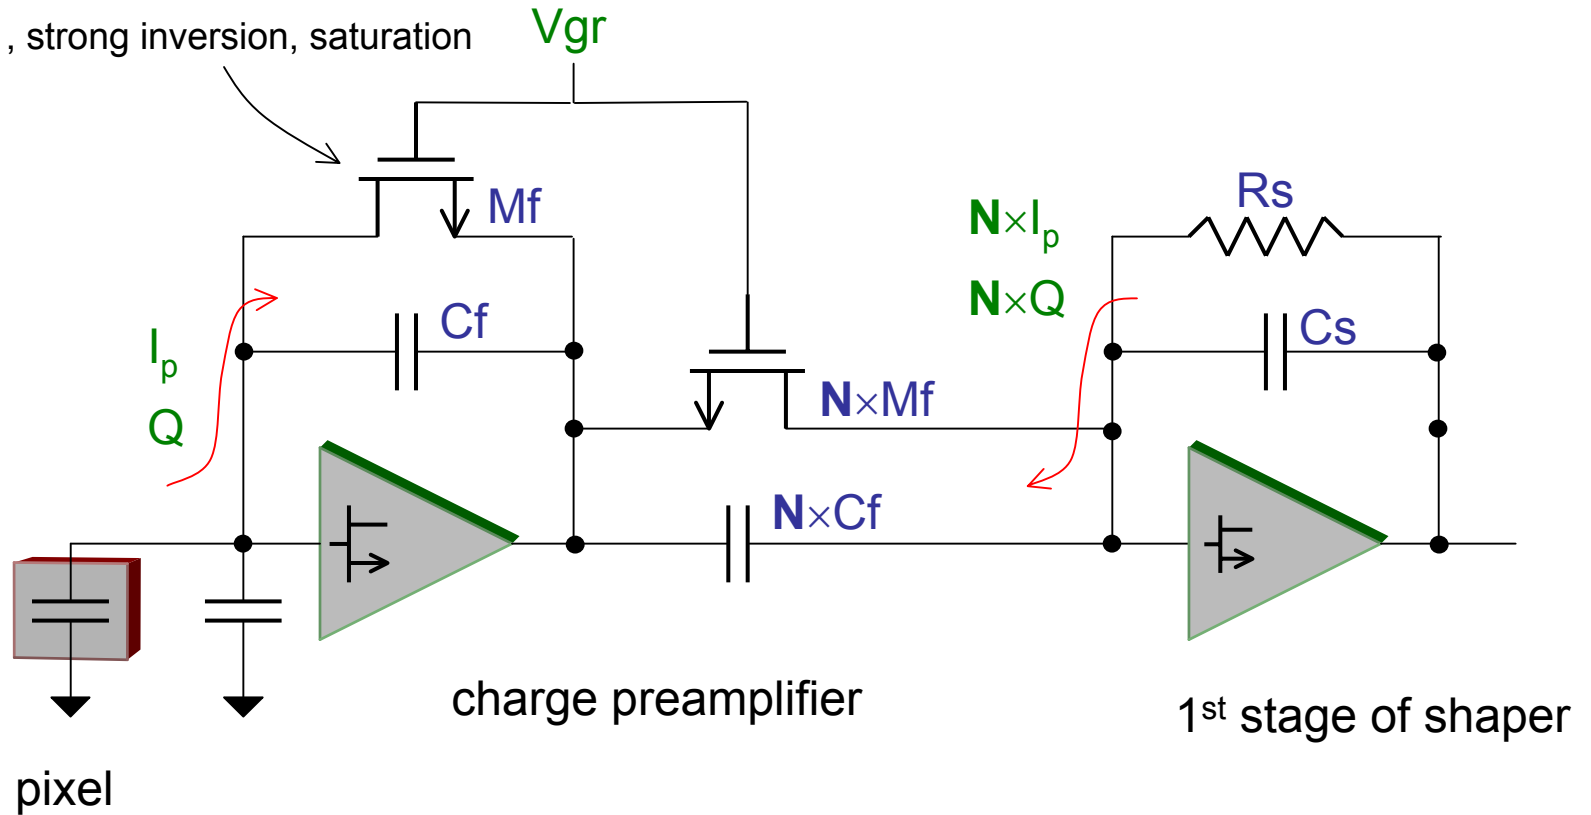 , strong inversion, saturation
Vgr
Mf
N×Ip
Rs
N×Q
Cf
Cs
Ip
N×Mf
Q
N×Cf
charge preamplifier
1st stage of shaper
pixel